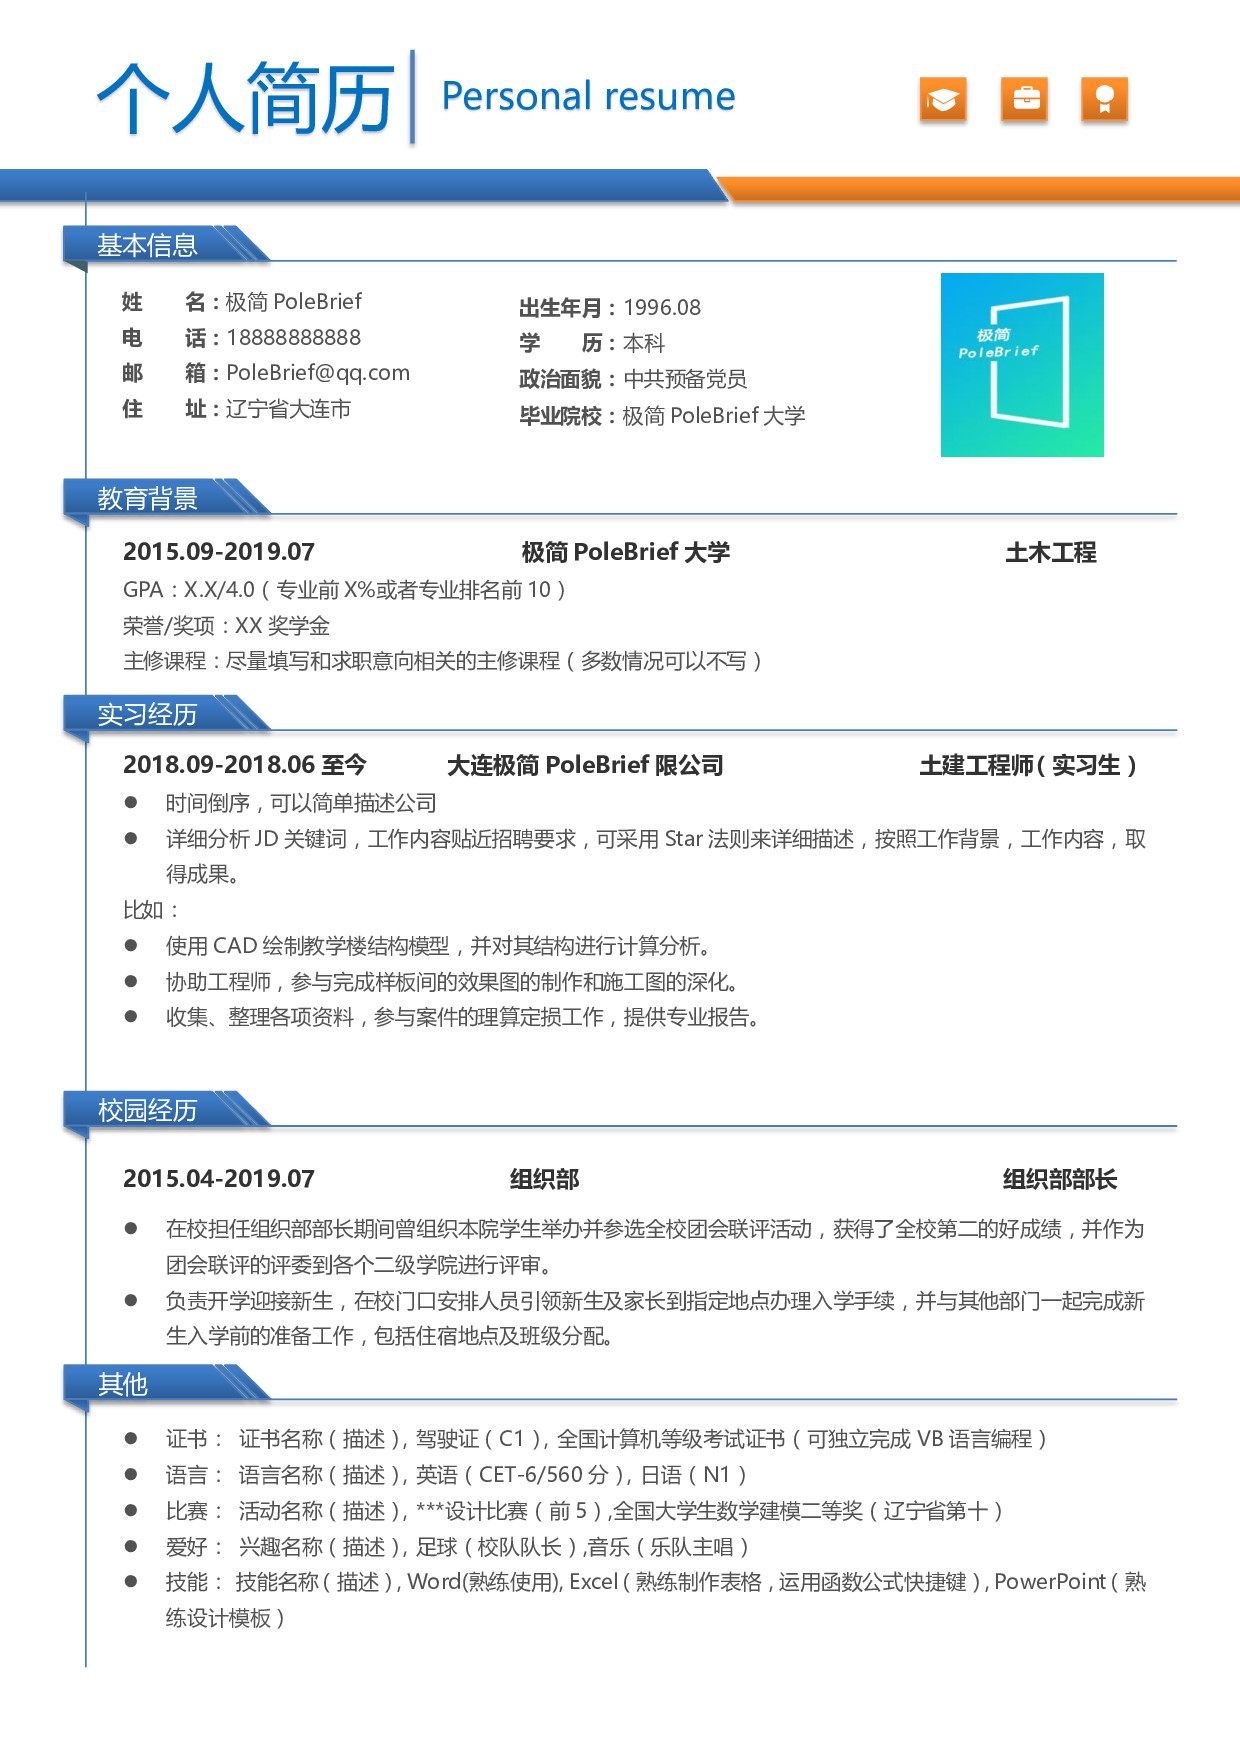 个人简历 Personal resume
基本信息
姓 名：极简 PoleBrief 出生年月：1996.08
电 话：18888888888 学 历：本科
邮 箱：PoleBrief@qq.com 政治面貌：中共预备党员
住 址：辽宁省大连市 毕业院校：极简 PoleBrief 大学
极简
PoleBrief
教育背景
2015.09-2019.07 极简 PoleBrief 大学 土木工程
GPA：X.X/4.0（专业前 X%或者专业排名前 10）
荣誉/奖项：XX 奖学金
主修课程：尽量填写和求职意向相关的主修课程（多数情况可以不写）
实习经历
2018.09-2018.06 至今 大连极简 PoleBrief 限公司 土建工程师（实习生）
● 时间倒序，可以简单描述公司
● 详细分析 JD 关键词，工作内容贴近招聘要求，可采用 Star 法则来详细描述，按照工作背景，工作内容，取
得成果。
比如：
● 使用 CAD 绘制教学楼结构模型，并对其结构进行计算分析。
● 协助工程师，参与完成样板间的效果图的制作和施工图的深化。
● 收集、整理各项资料，参与案件的理算定损工作，提供专业报告。
校园经历
2015.04-2019.07 组织部 组织部部长
● 在校担任组织部部长期间曾组织本院学生举办并参选全校团会联评活动，获得了全校第二的好成绩，并作为
团会联评的评委到各个二级学院进行评审。
● 负责开学迎接新生，在校门口安排人员引领新生及家长到指定地点办理入学手续，并与其他部门一起完成新
生入学前的准备工作，包括住宿地点及班级分配。
其他
● 证书： 证书名称（描述），驾驶证（C1），全国计算机等级考试证书（可独立完成 VB 语言编程）
● 语言： 语言名称（描述），英语（CET-6/560 分），日语（N1）
● 比赛： 活动名称（描述），***设计比赛（前 5）,全国大学生数学建模二等奖（辽宁省第十）
● 爱好： 兴趣名称（描述），足球（校队队长）,音乐（乐队主唱）
● 技能： 技能名称（描述），Word(熟练使用), Excel（熟练制作表格，运用函数公式快捷键），PowerPoint（熟
练设计模板）